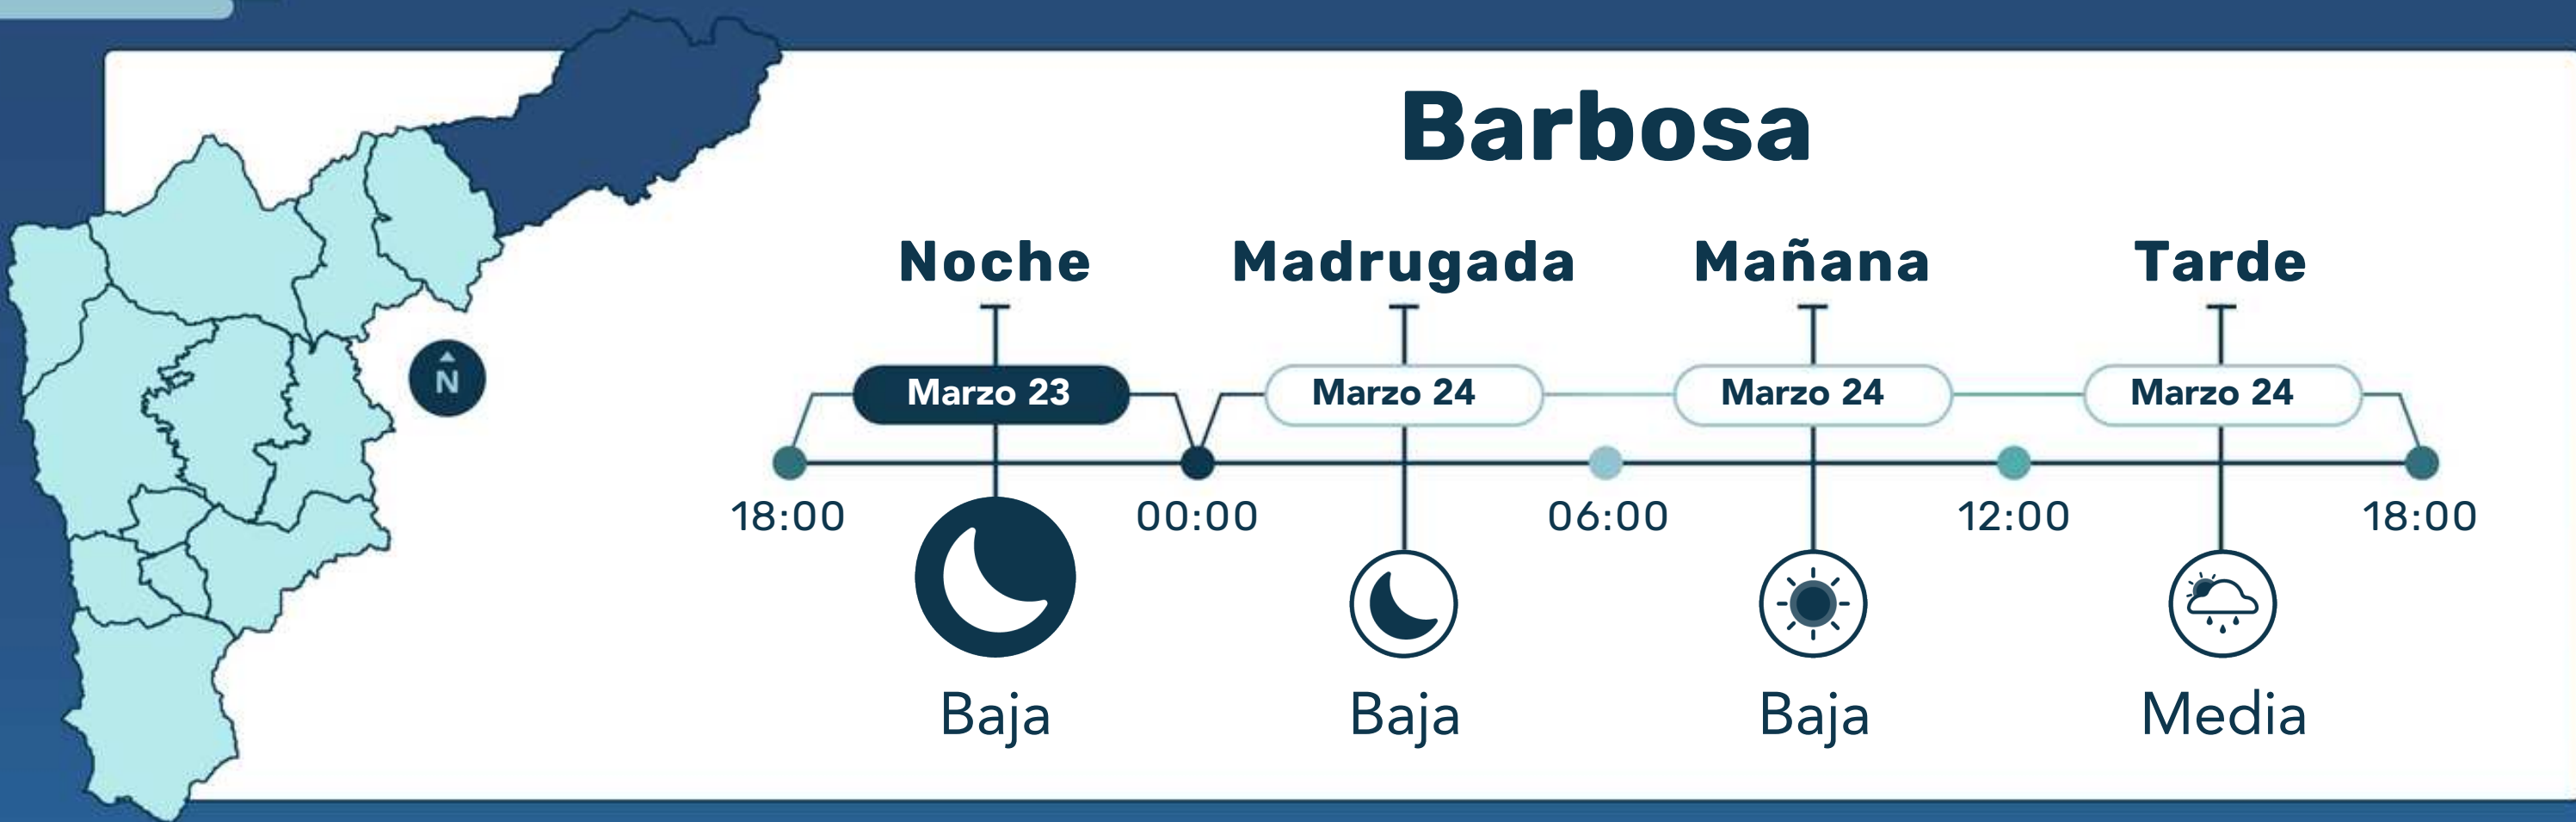 Barbosa
Noche Madrugada Mañana Tarde
N
Marzo 23 Marzo 24 Marzo 24 Marzo 24
18:00 00:00 06:00 12:00 18:00
Baja Baja Baja Media